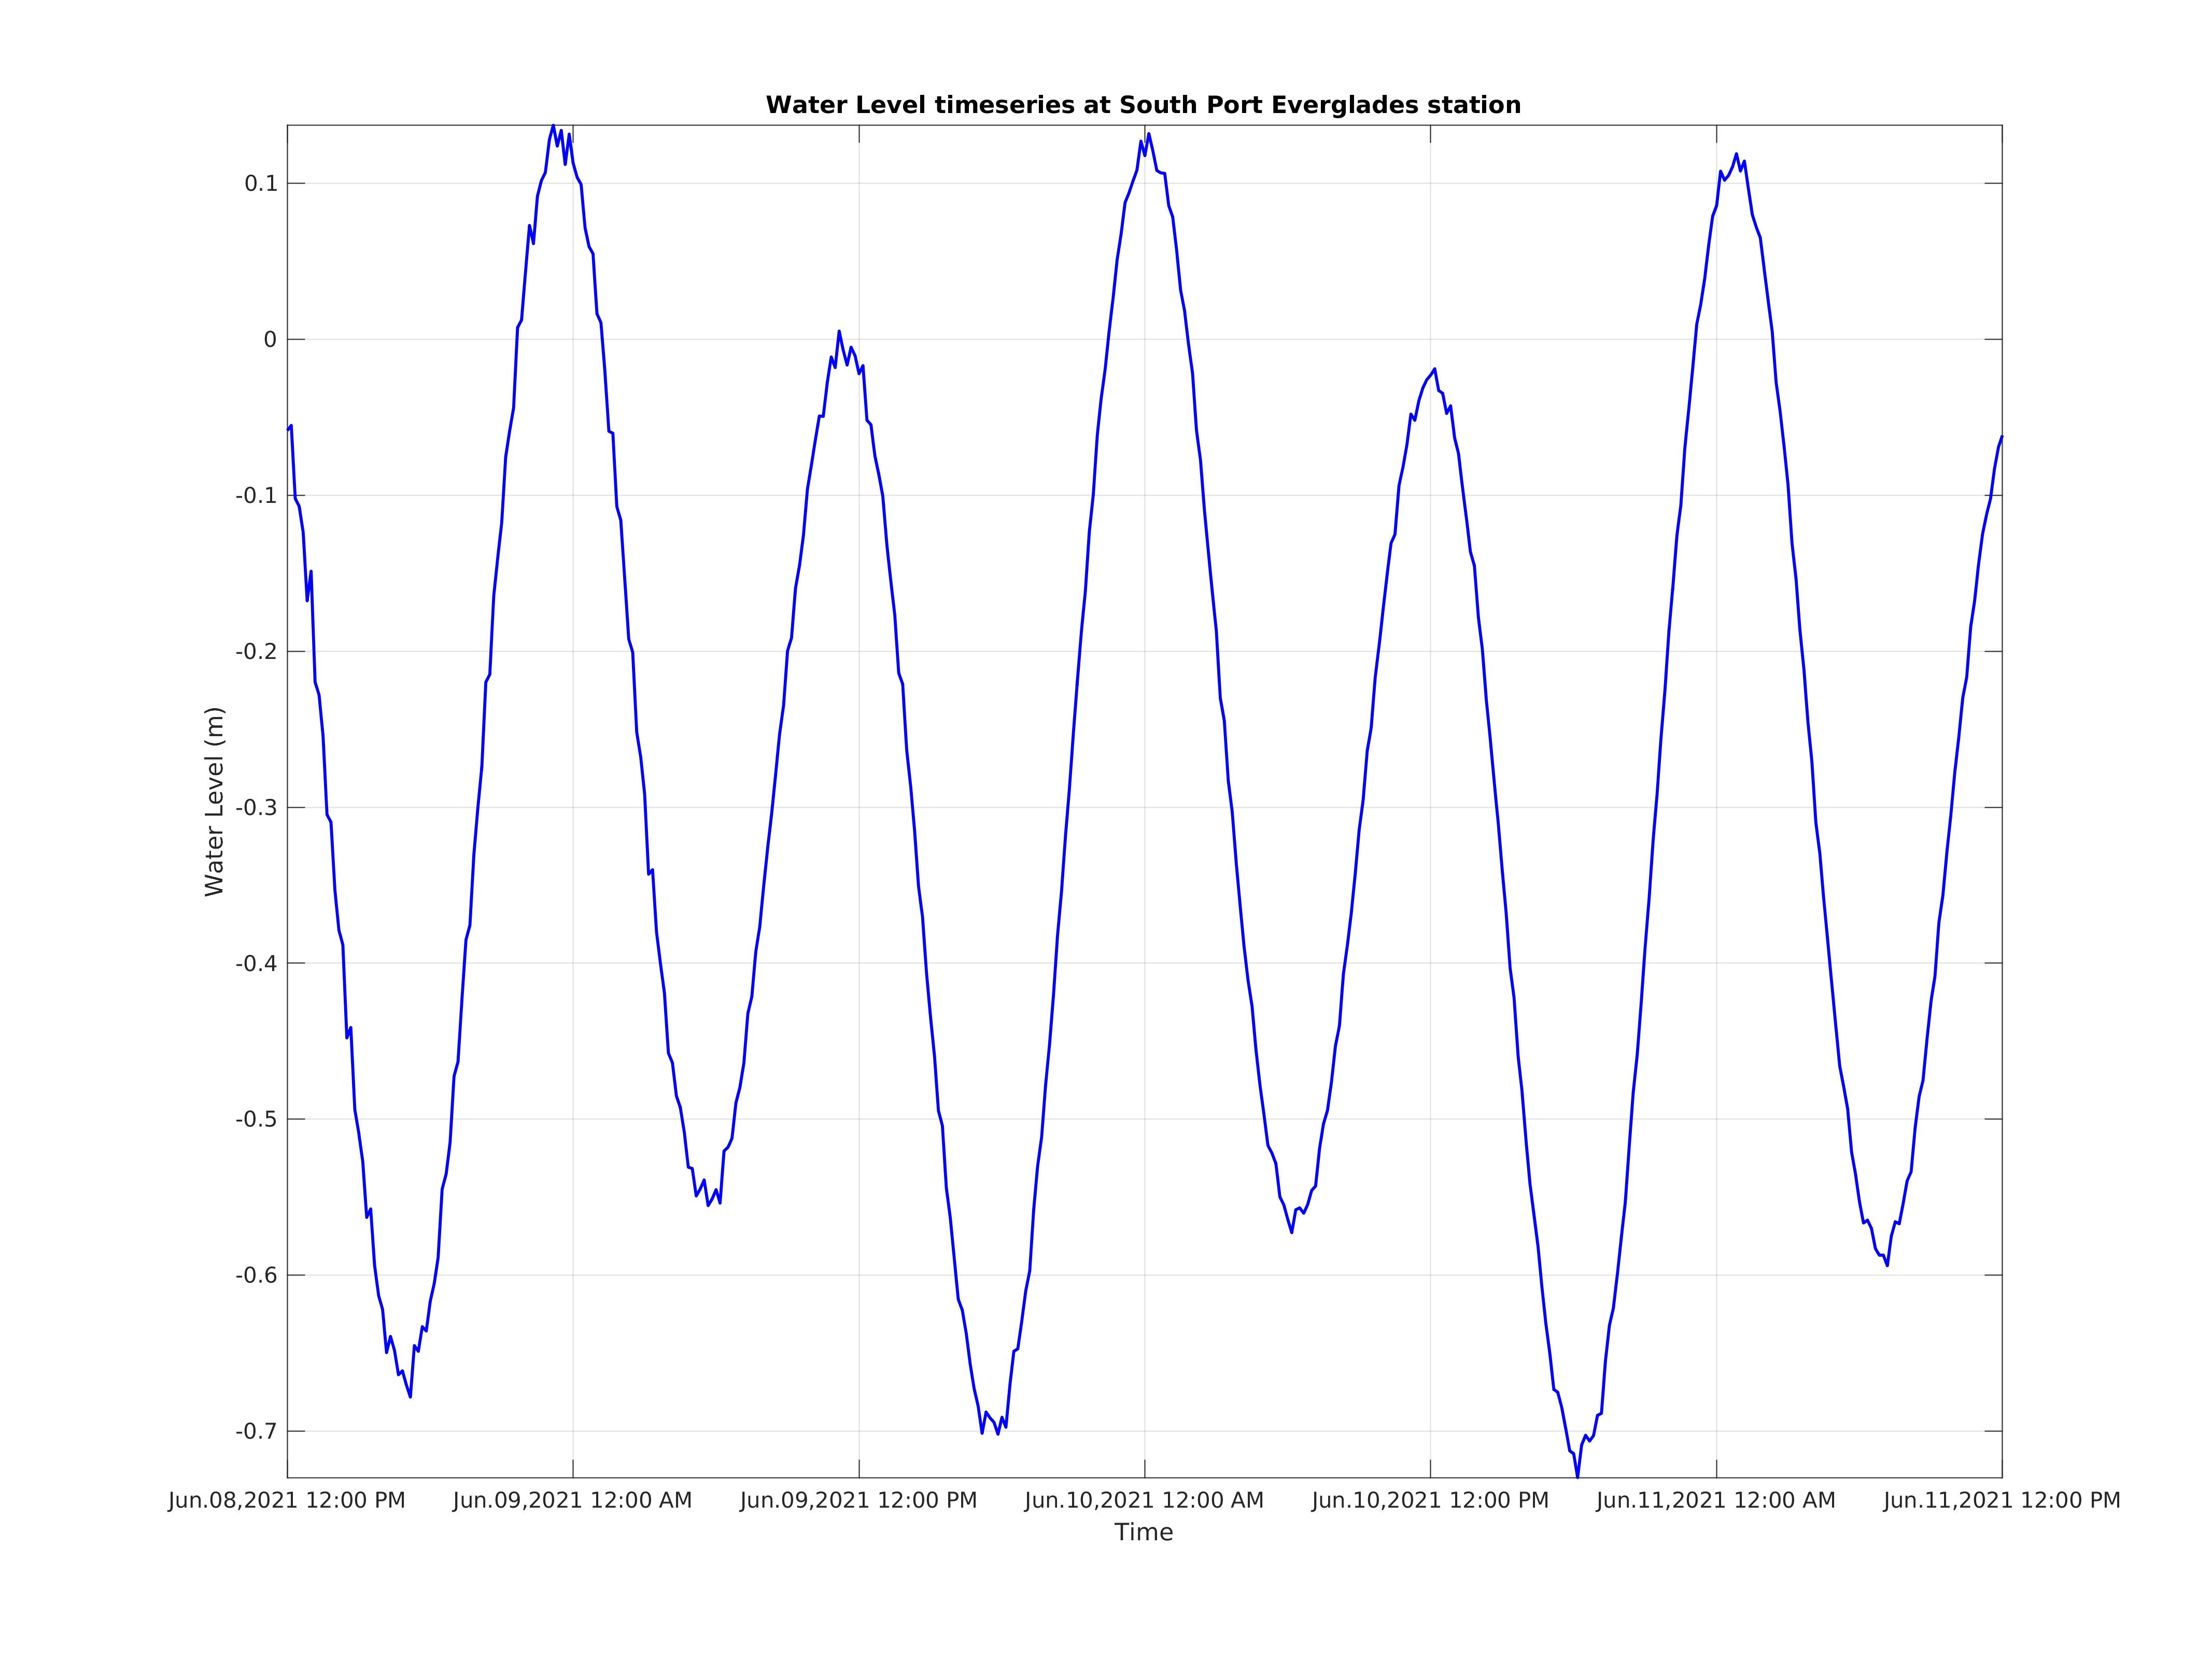 Water Level timeseries at South Port Everglades station
0.1
0
-0.1
-0.2
-0.3
-0.4
-0.5
-0.6
-0.7
Water Level (m)
Jun.08,2021 12:00 PM Jun.09,2021 12:00 AM Jun.09,2021 12:00 PM Jun.10,2021 12:00 AM Jun.10,2021 12:00 PM Jun.11,2021 12:00 AM Jun.11,2021 12:00 PM
Time